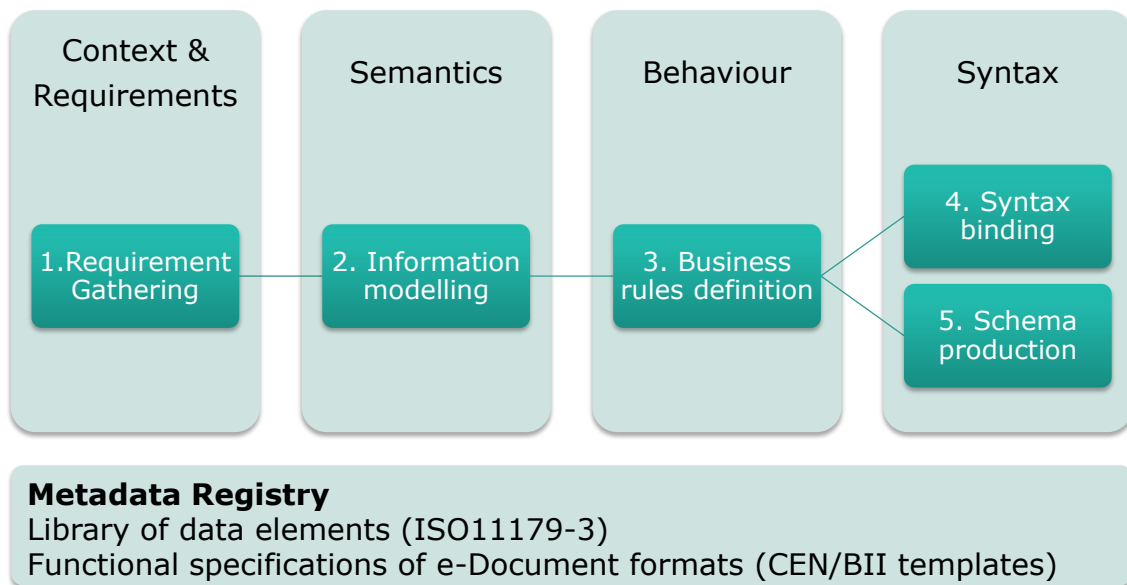 Context &
Requirements
Semantics
Behaviour
Syntax
1.Requirement
Gathering
2. Information
modelling
3. Business
rules definition
4. Syntax
binding
5. Schema
production
Metadata Registry
Library of data elements (ISO11179-3)
Functional specifications of e-Document formats (CEN/BII templates)